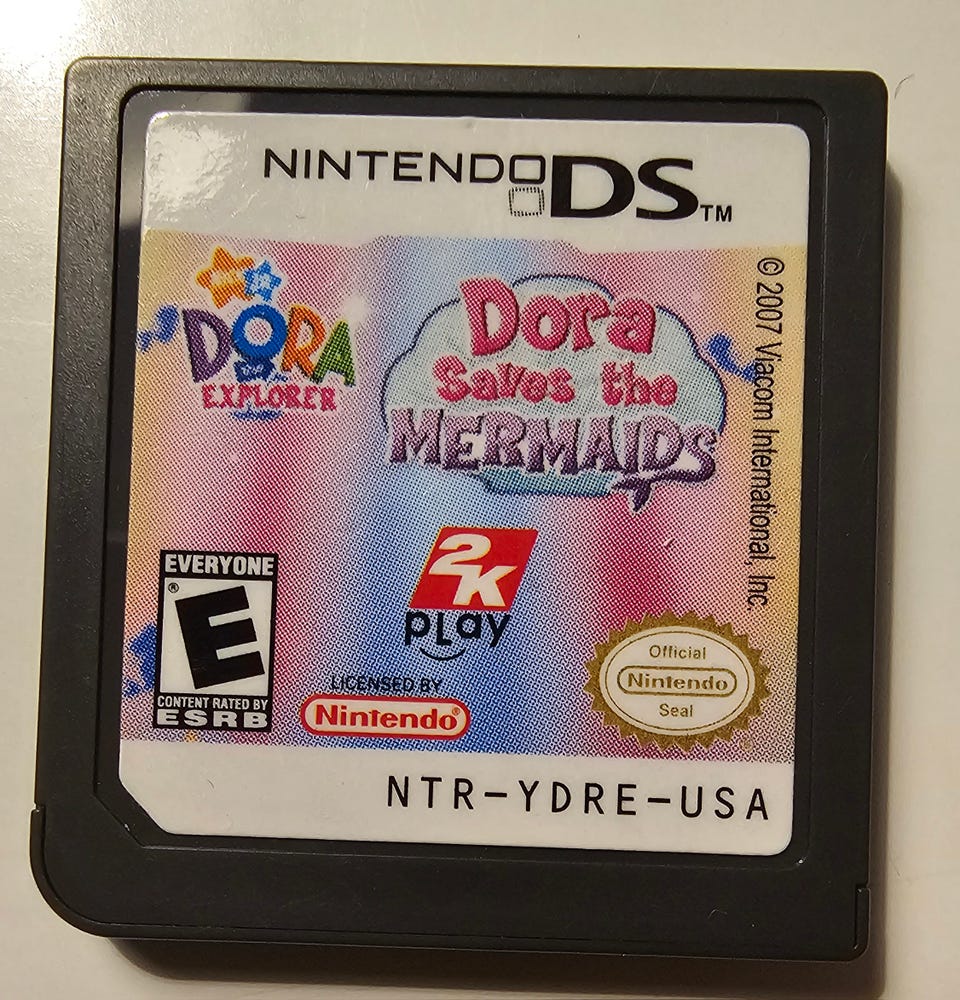 NINTENDO DS™
DORA
THE
EXPLORER
Dora
Saves the
MERMAIDS
© 2007 Viacom International, Inc.
2K
play
EVERYONE
E®
CONTENT RATED BY
ESRB
LICENSED BY
Nintendo®
Official
Nintendo
Seal
NTR-YDRE-USA